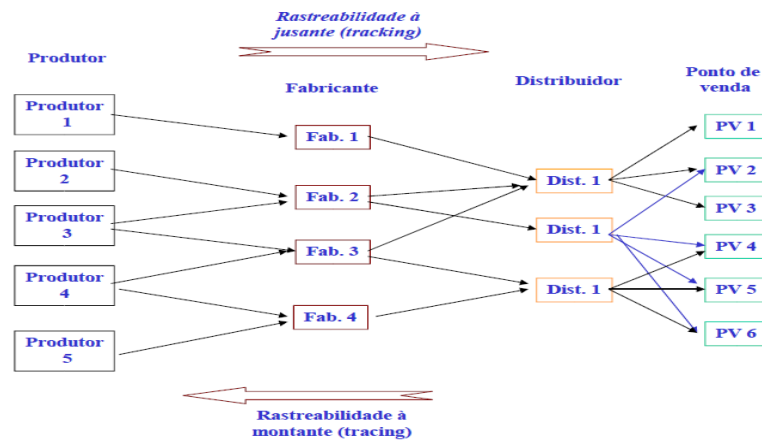 Rastreabilidade à
jusante (tracking)
Produtor
Fabricante
Distribuidor
Ponto de
venda
Produtor
1
Produtor
2
Produtor
3
Produtor
4
Produtor
5
Fab. 1
Fab. 2
Fab. 3
Fab. 4
Dist. 1
Dist. 1
Dist. 1
PV 1
PV 2
PV 3
PV 4
PV 5
PV 6
Rastreabilidade à
montante (tracing)